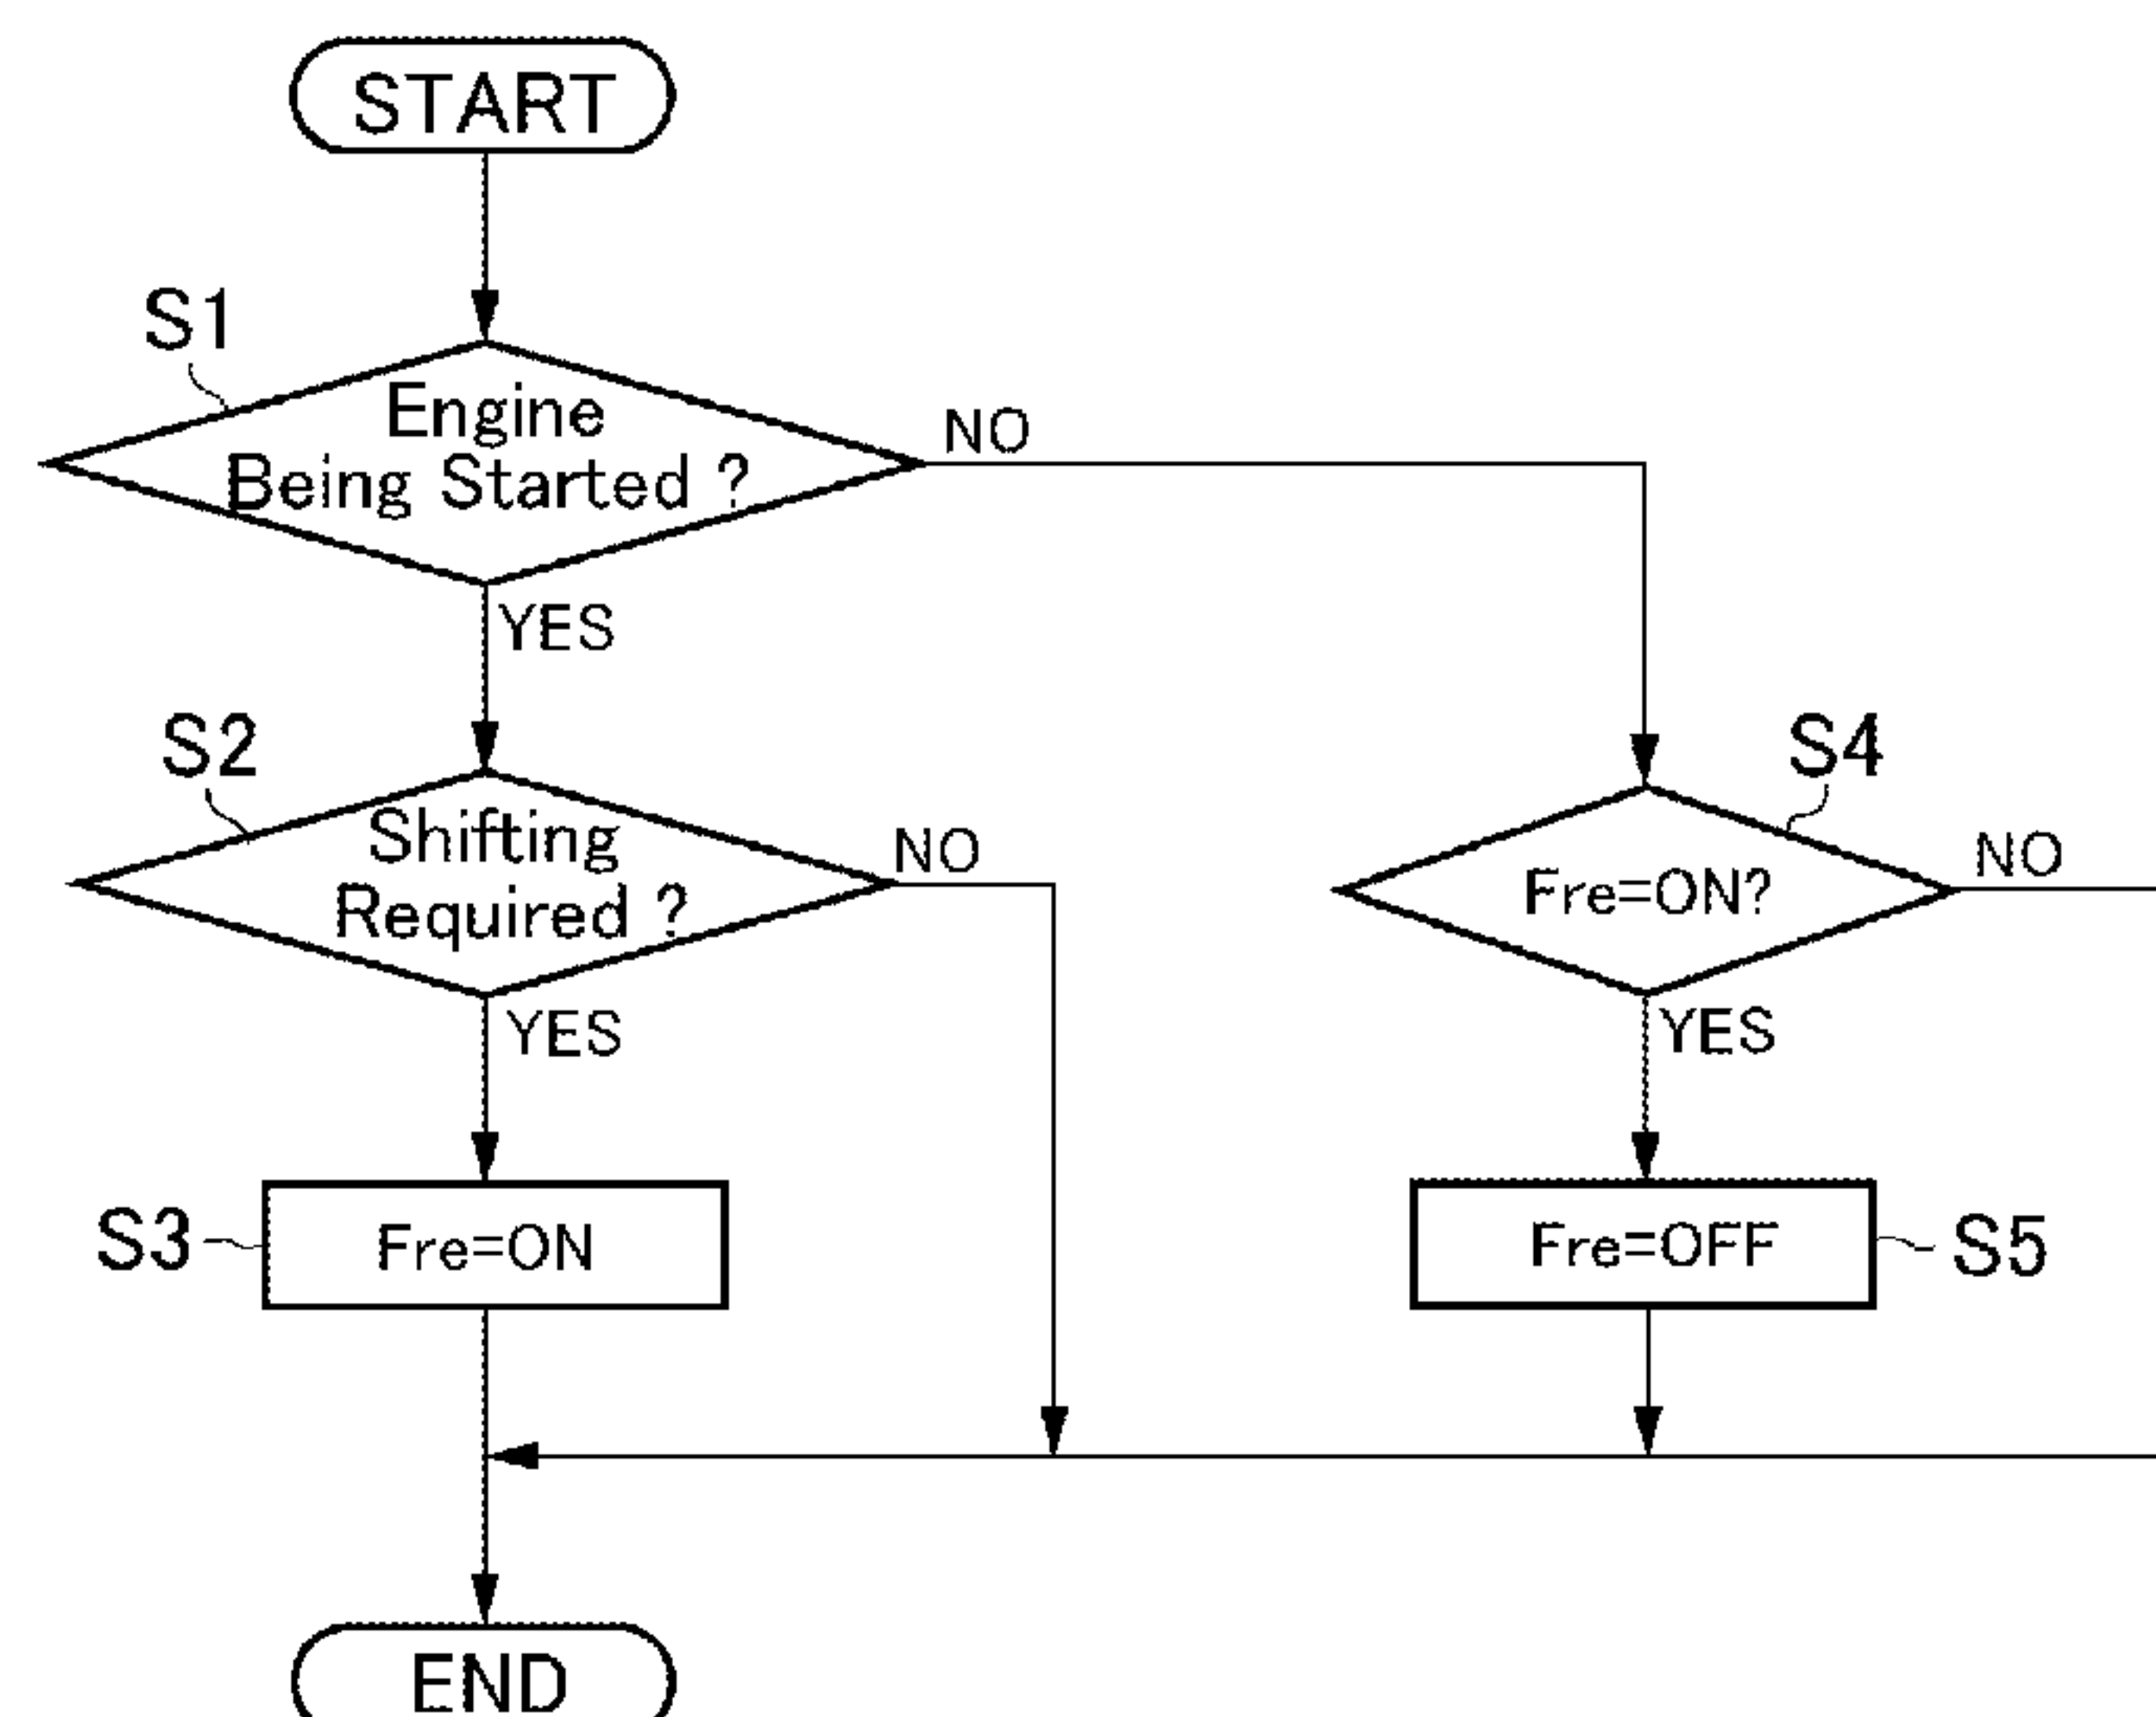 START
S1
Engine
Being Started ?
NO
YES
S2
Shifting
Required ?
NO
YES
S4
Fre=ON?
NO
YES
S3
Fre=ON
Fre=OFF
S5
END